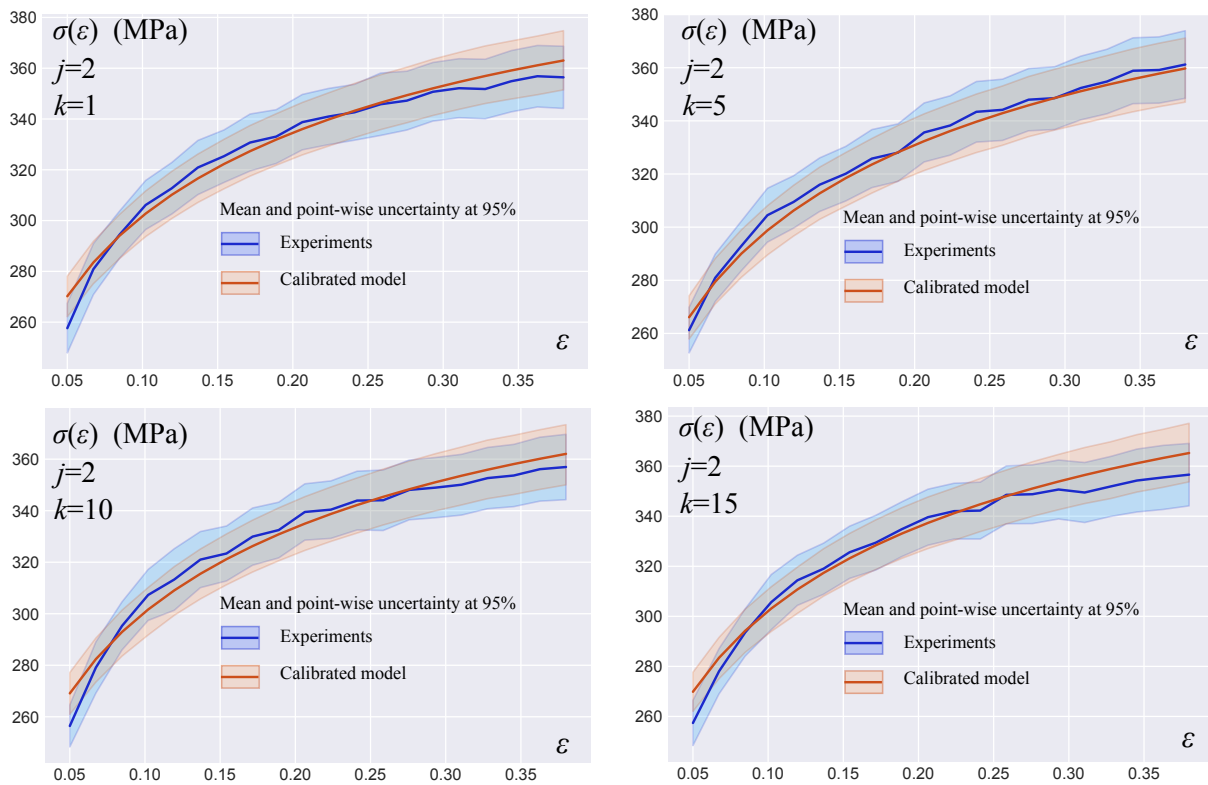 380
σ(ε) (MPa)
j=2
k=1
360
340
320
300
280
260
Mean and point-wise uncertainty at 95%
Experiments
Calibrated model
ε
0.05 0.10 0.15 0.20 0.25 0.30 0.35
380
σ(ε) (MPa)
j=2
k=5
360
340
320
300
280
260
Mean and point-wise uncertainty at 95%
Experiments
Calibrated model
ε
0.05 0.10 0.15 0.20 0.25 0.30 0.35
σ(ε) (MPa)
j=2
k=10
360
340
320
300
280
260
Mean and point-wise uncertainty at 95%
Experiments
Calibrated model
ε
0.05 0.10 0.15 0.20 0.25 0.30 0.35
380
σ(ε) (MPa)
j=2
k=15
360
340
320
300
280
260
Mean and point-wise uncertainty at 95%
Experiments
Calibrated model
ε
0.05 0.10 0.15 0.20 0.25 0.30 0.35